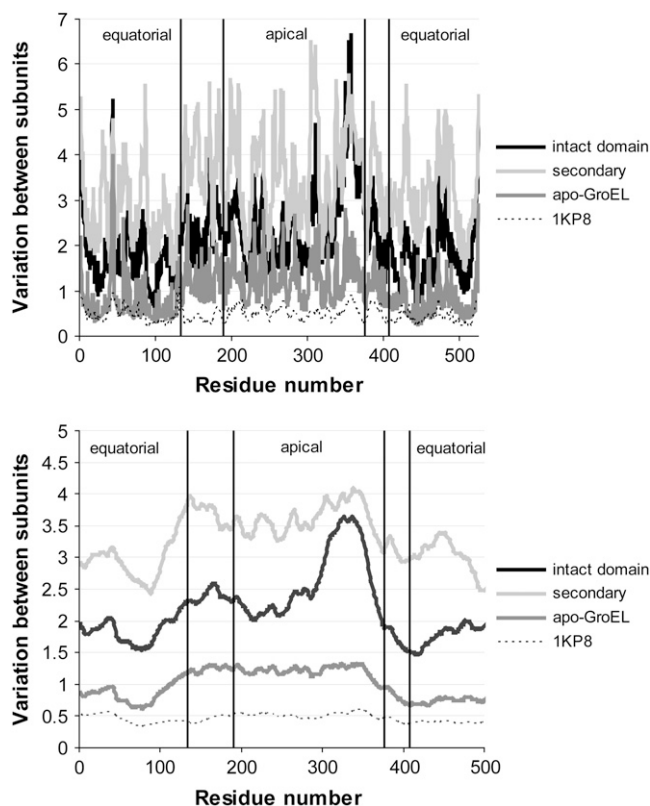 7
6
5
4
3
2
1
0
Variation between subunits
equatorial
apical
equatorial
0 100 200 300 400 500
Residue number
intact domain
secondary
apo-GroEL
1KP8
5
4.5
4
3.5
3
2.5
2
1.5
1
0.5
0
Variation between subunits
equatorial
apical
equatorial
0 100 200 300 400 500
Residue number
intact domain
secondary
apo-GroEL
1KP8